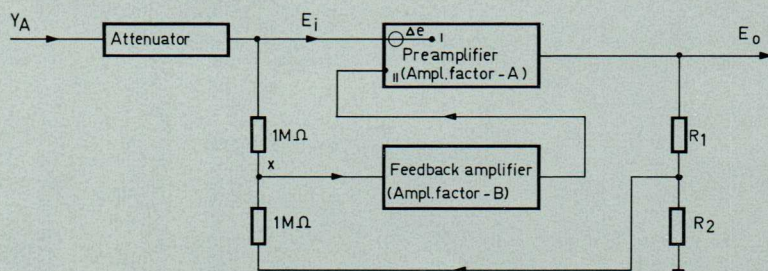 Y_A
Attenuator
E_i
Δe
I
II
Preamplifier
(Ampl.factor-A)
E_o
1MΩ
x
Feedback amplifier
(Ampl.factor-B)
R_1
1MΩ
R_2